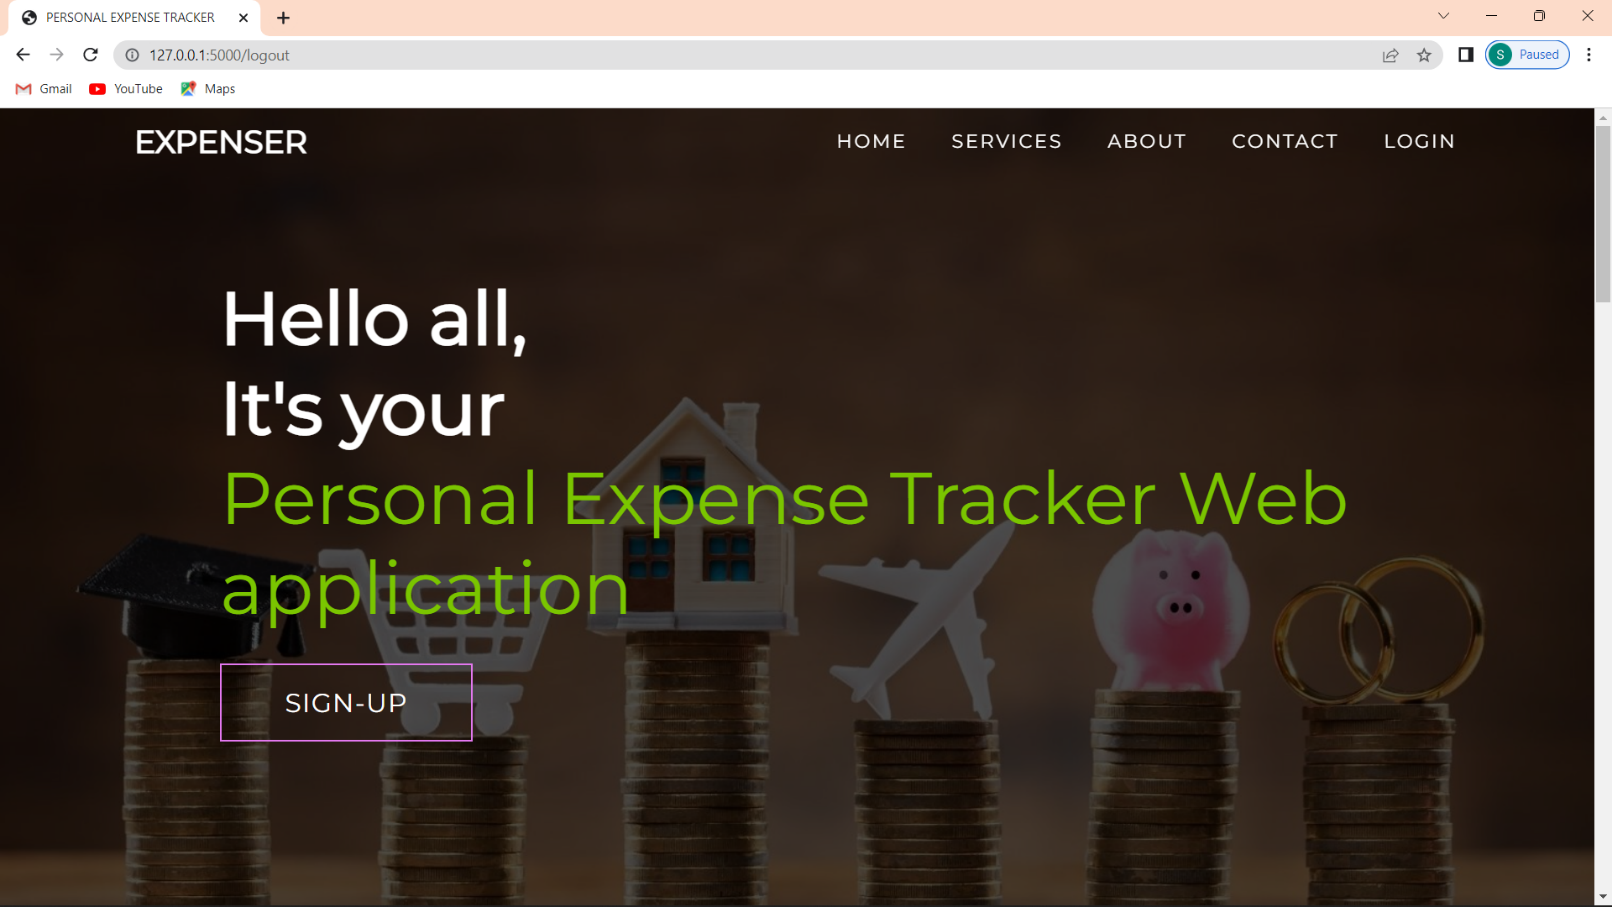 PERSONAL EXPENSE TRACKER
127.0.0.1:5000/logout
S Paused
Gmail YouTube Maps
EXPENSER HOME SERVICES ABOUT CONTACT LOGIN
Hello all,
It's your
Personal Expense Tracker Web
application
SIGN-UP